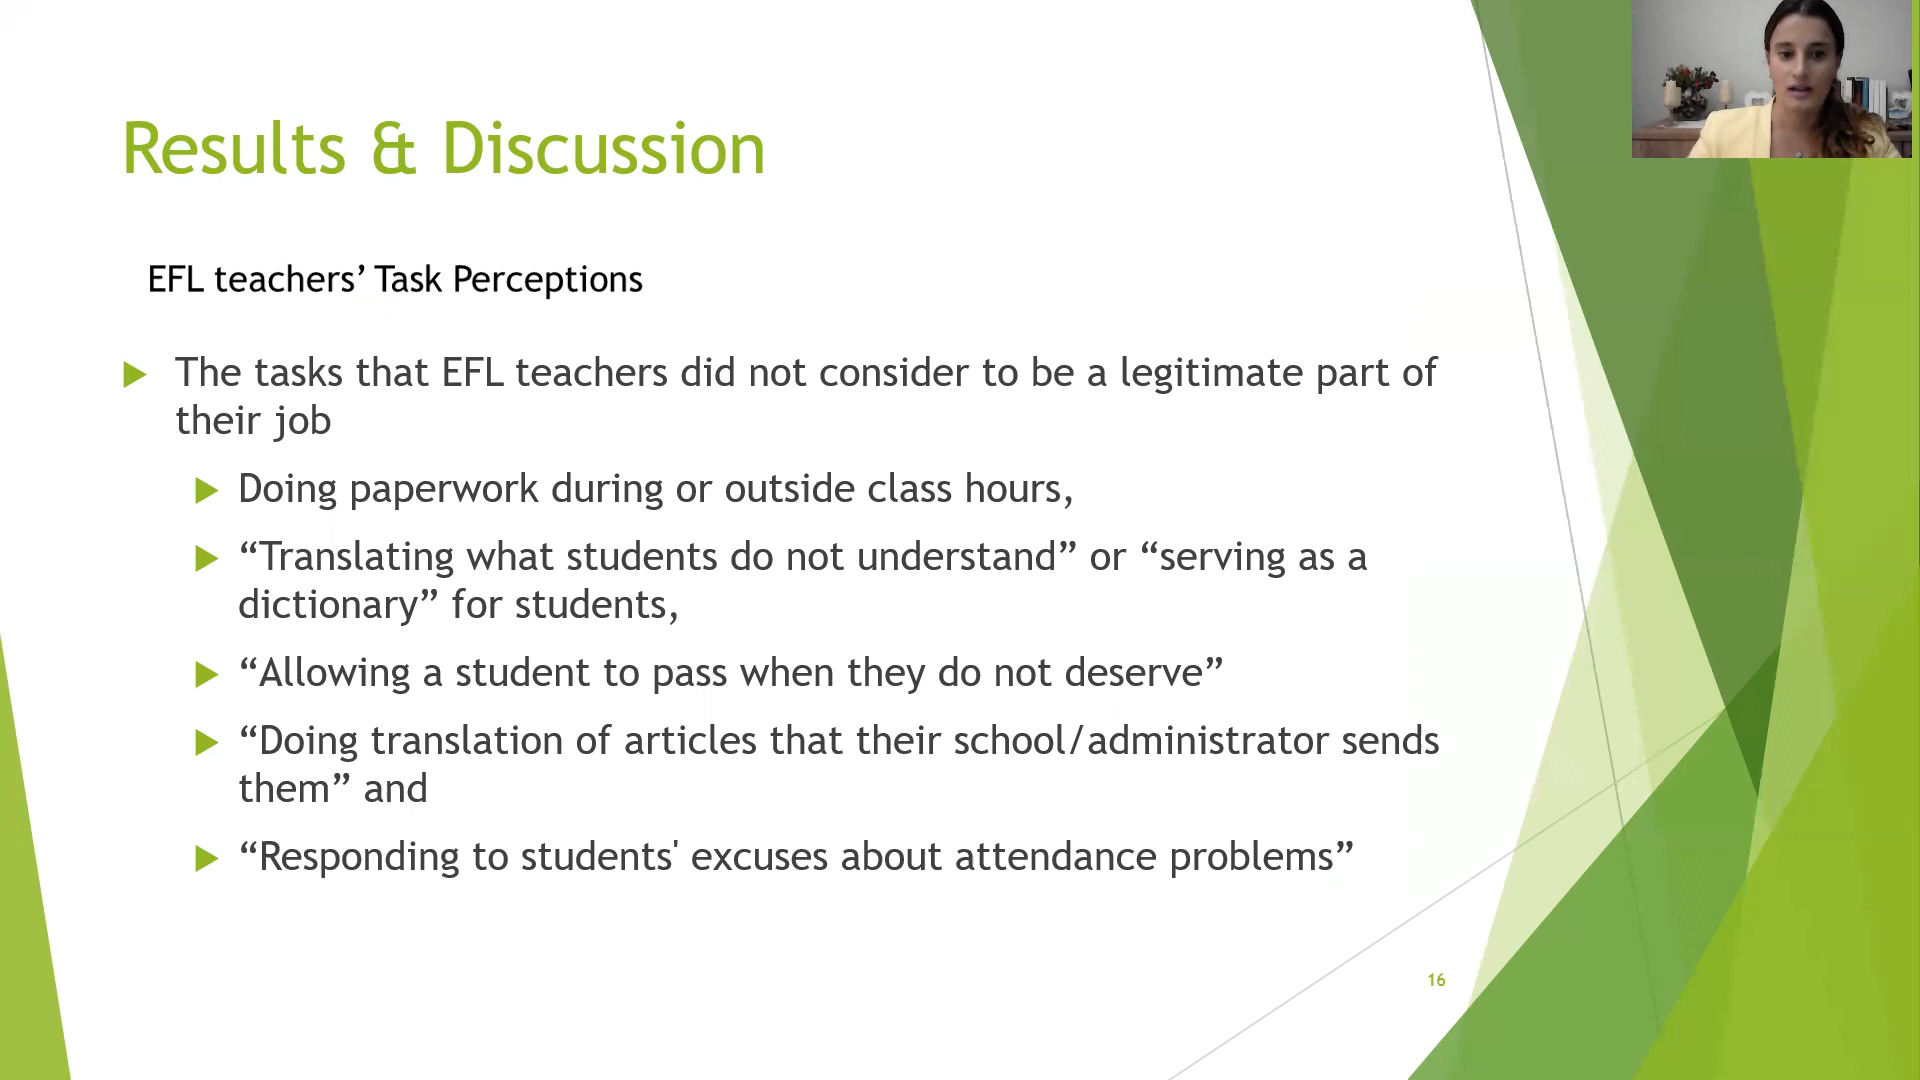 Results & Discussion
EFL teachers’ Task Perceptions
The tasks that EFL teachers did not consider to be a legitimate part of
their job
Doing paperwork during or outside class hours,
“Translating what students do not understand” or “serving as a
dictionary” for students,
“Allowing a student to pass when they do not deserve”
“Doing translation of articles that their school/administrator sends
them” and
“Responding to students' excuses about attendance problems”
16